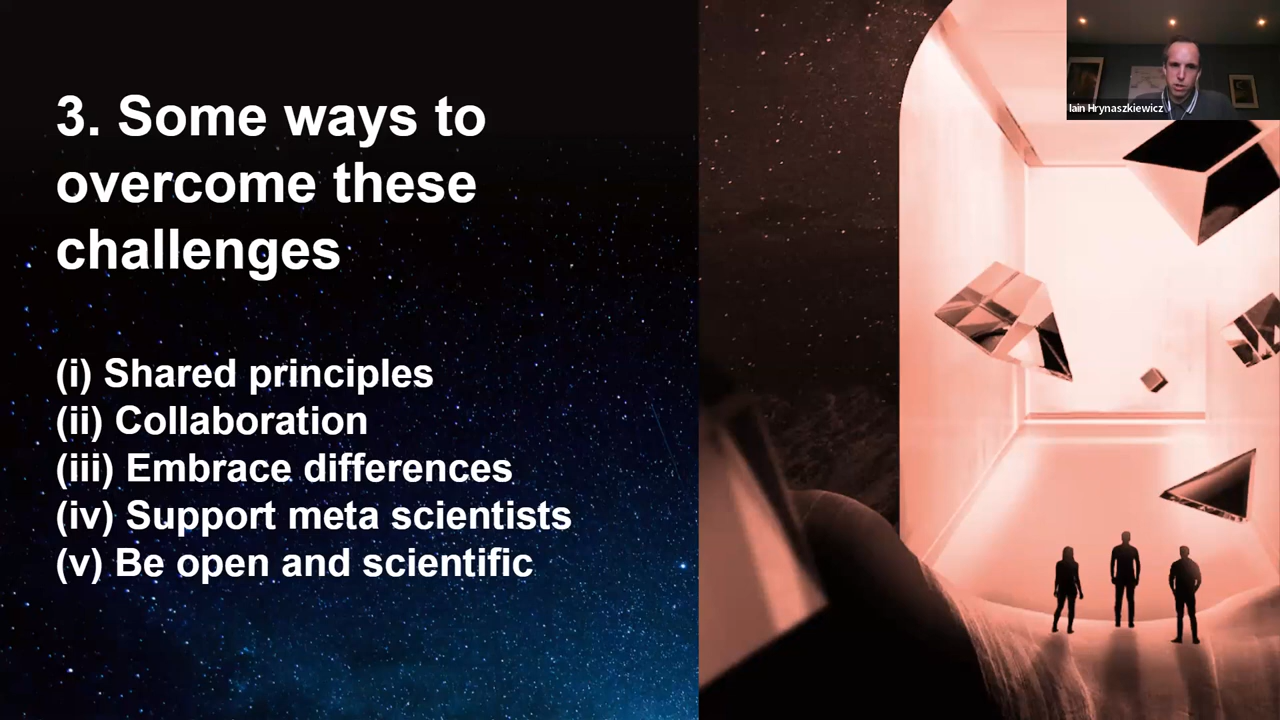 3. Some ways to
overcome these
challenges
(i) Shared principles
(ii) Collaboration
(iii) Embrace differences
(iv) Support meta scientists
(v) Be open and scientific
Iain Hrynaszkiewicz